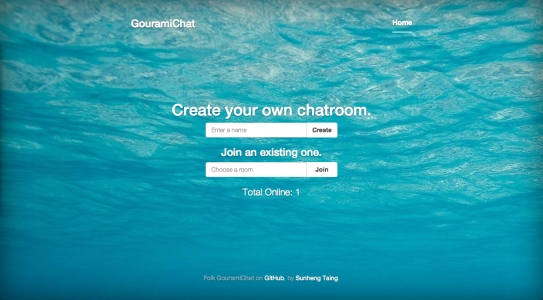 GouramiChat
Home
Create your own chatroom.
Enter a name
Create
Join an existing one.
Choose a room
Join
Total Online: 1
Folk GouramiChat on GitHub, by Sunheng Taing.